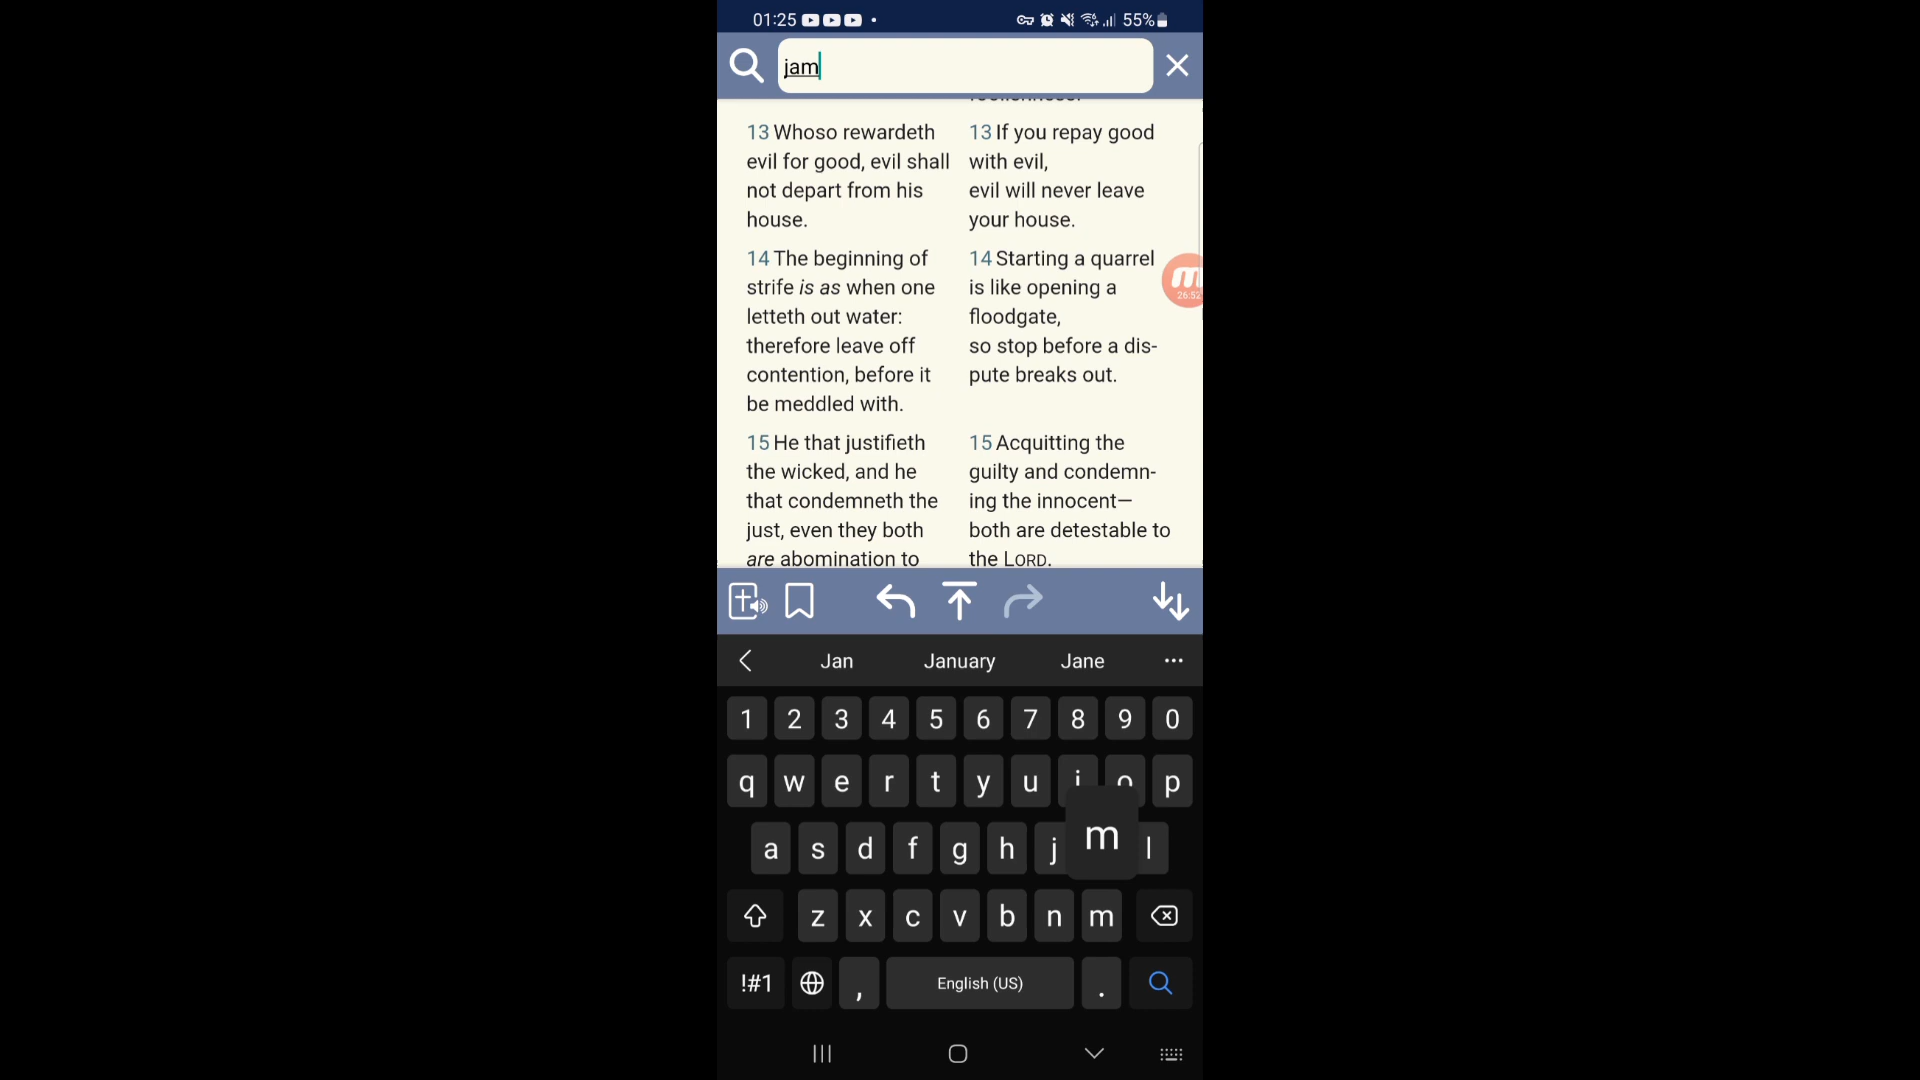 01:25
55%
jam
13 Whoso rewardeth
evil for good, evil shall
not depart from his
house.
14 The beginning of
strife is as when one
letteth out water:
therefore leave off
contention, before it
be meddled with.
15 He that justifieth
the wicked, and he
that condemneth the
just, even they both
are abomination to
13 If you repay good
with evil,
evil will never leave
your house.
14 Starting a quarrel
is like opening a
floodgate,
so stop before a dis-
pute breaks out.
15 Acquitting the
guilty and condemn-
ing the innocent—
both are detestable to
the LORD.
26:52
Jan January Jane
1 2 3 4 5 6 7 8 9 0
q w e r t y u i o p
a s d f g h j m l
z x c v b n m
!#1 , English (US) .